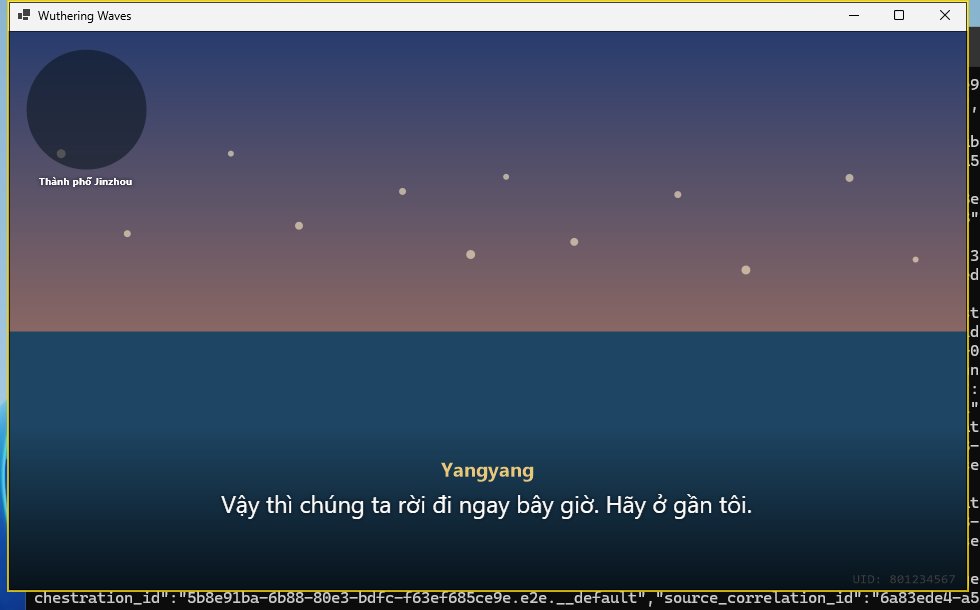 Wuthering Waves
Thành phố Jinzhou
Yangyang
Vậy thì chúng ta rời đi ngay bây giờ. Hãy ở gần tôi.
UID: 801234567
chestration_id":"5b8e91ba-6b88-80e3-bdfc-f63ef685ce9e.e2e.__default","source_correlation_id":"6a83ede4-a